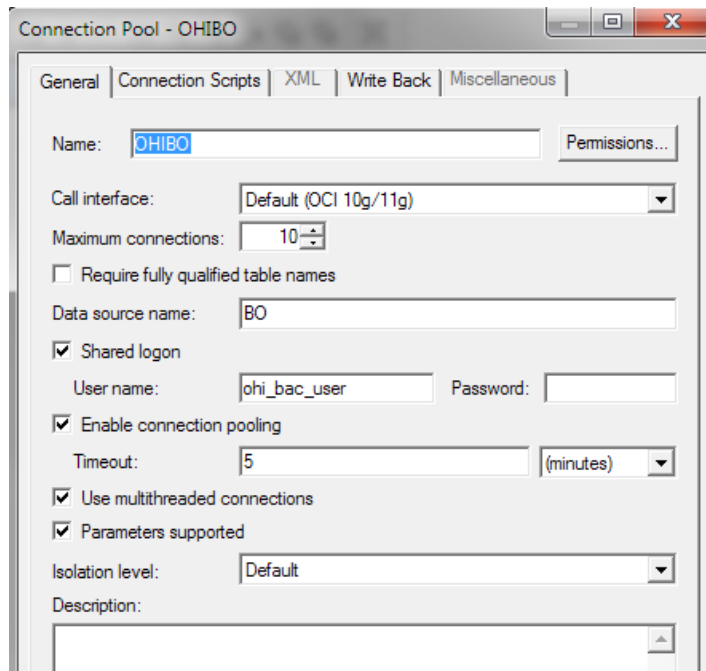 Connection Pool - OHIBO
General Connection Scripts XML Write Back Miscellaneous
Name: OHIBO Permissions...
Call interface: Default (OCI 10g/11g)
Maximum connections: 10
Require fully qualified table names
Data source name: BO
Shared logon
User name: ohi_bac_user Password:
Enable connection pooling
Timeout: 5 (minutes)
Use multithreaded connections
Parameters supported
Isolation level: Default
Description: